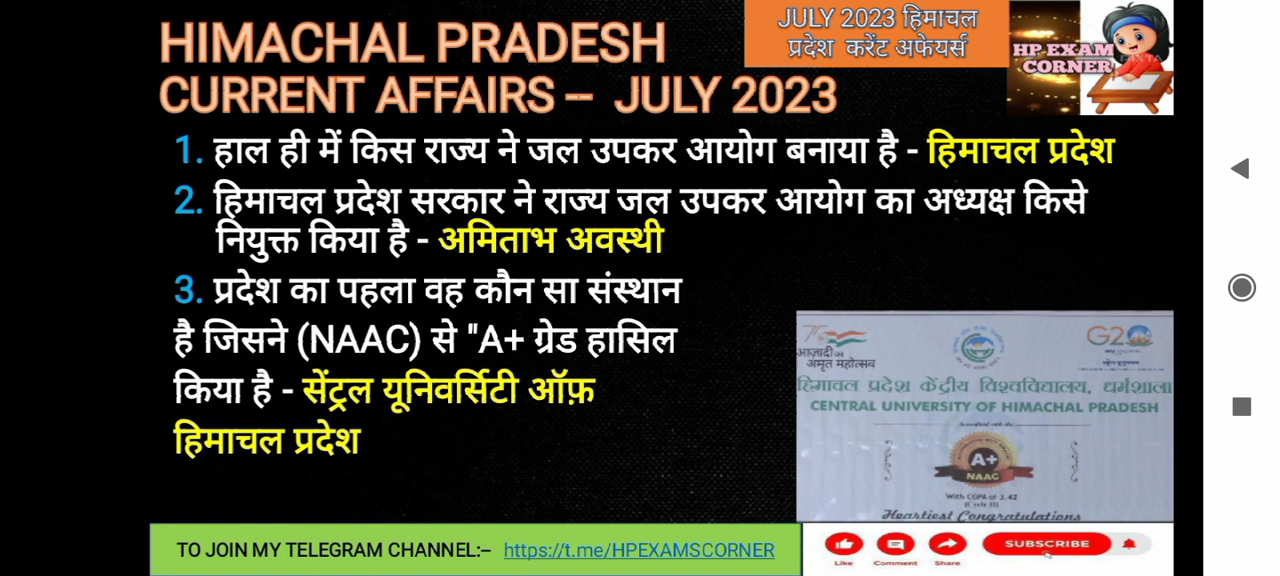 HIMACHAL PRADESH
CURRENT AFFAIRS -- JULY 2023
JULY 2023 हिमाचल
प्रदेश करेंट अफेयर्स
HP EXAM
CORNER
1. हाल ही में किस राज्य ने जल उपकर आयोग बनाया है - हिमाचल प्रदेश
2. हिमाचल प्रदेश सरकार ने राज्य जल उपकर आयोग का अध्यक्ष किसे
नियुक्त किया है - अमिताभ अवस्थी
3. प्रदेश का पहला वह कौन सा संस्थान
है जिसने (NAAC) से "A+ ग्रेड हासिल
किया है - सेंट्रल यूनिवर्सिटी ऑफ़
हिमाचल प्रदेश
आज़ादी का
अमृत महोत्सव
G20
हिमाचल प्रदेश केंद्रीय विश्वविद्यालय, धर्मशाला
CENTRAL UNIVERSITY OF HIMACHAL PRADESH
A+
NAAC
With CGPA of 3.42
Heartiest Congratulations
TO JOIN MY TELEGRAM CHANNEL:– https://t.me/HPEXAMSCORNER
Like Comment Share SUBSCRIBE